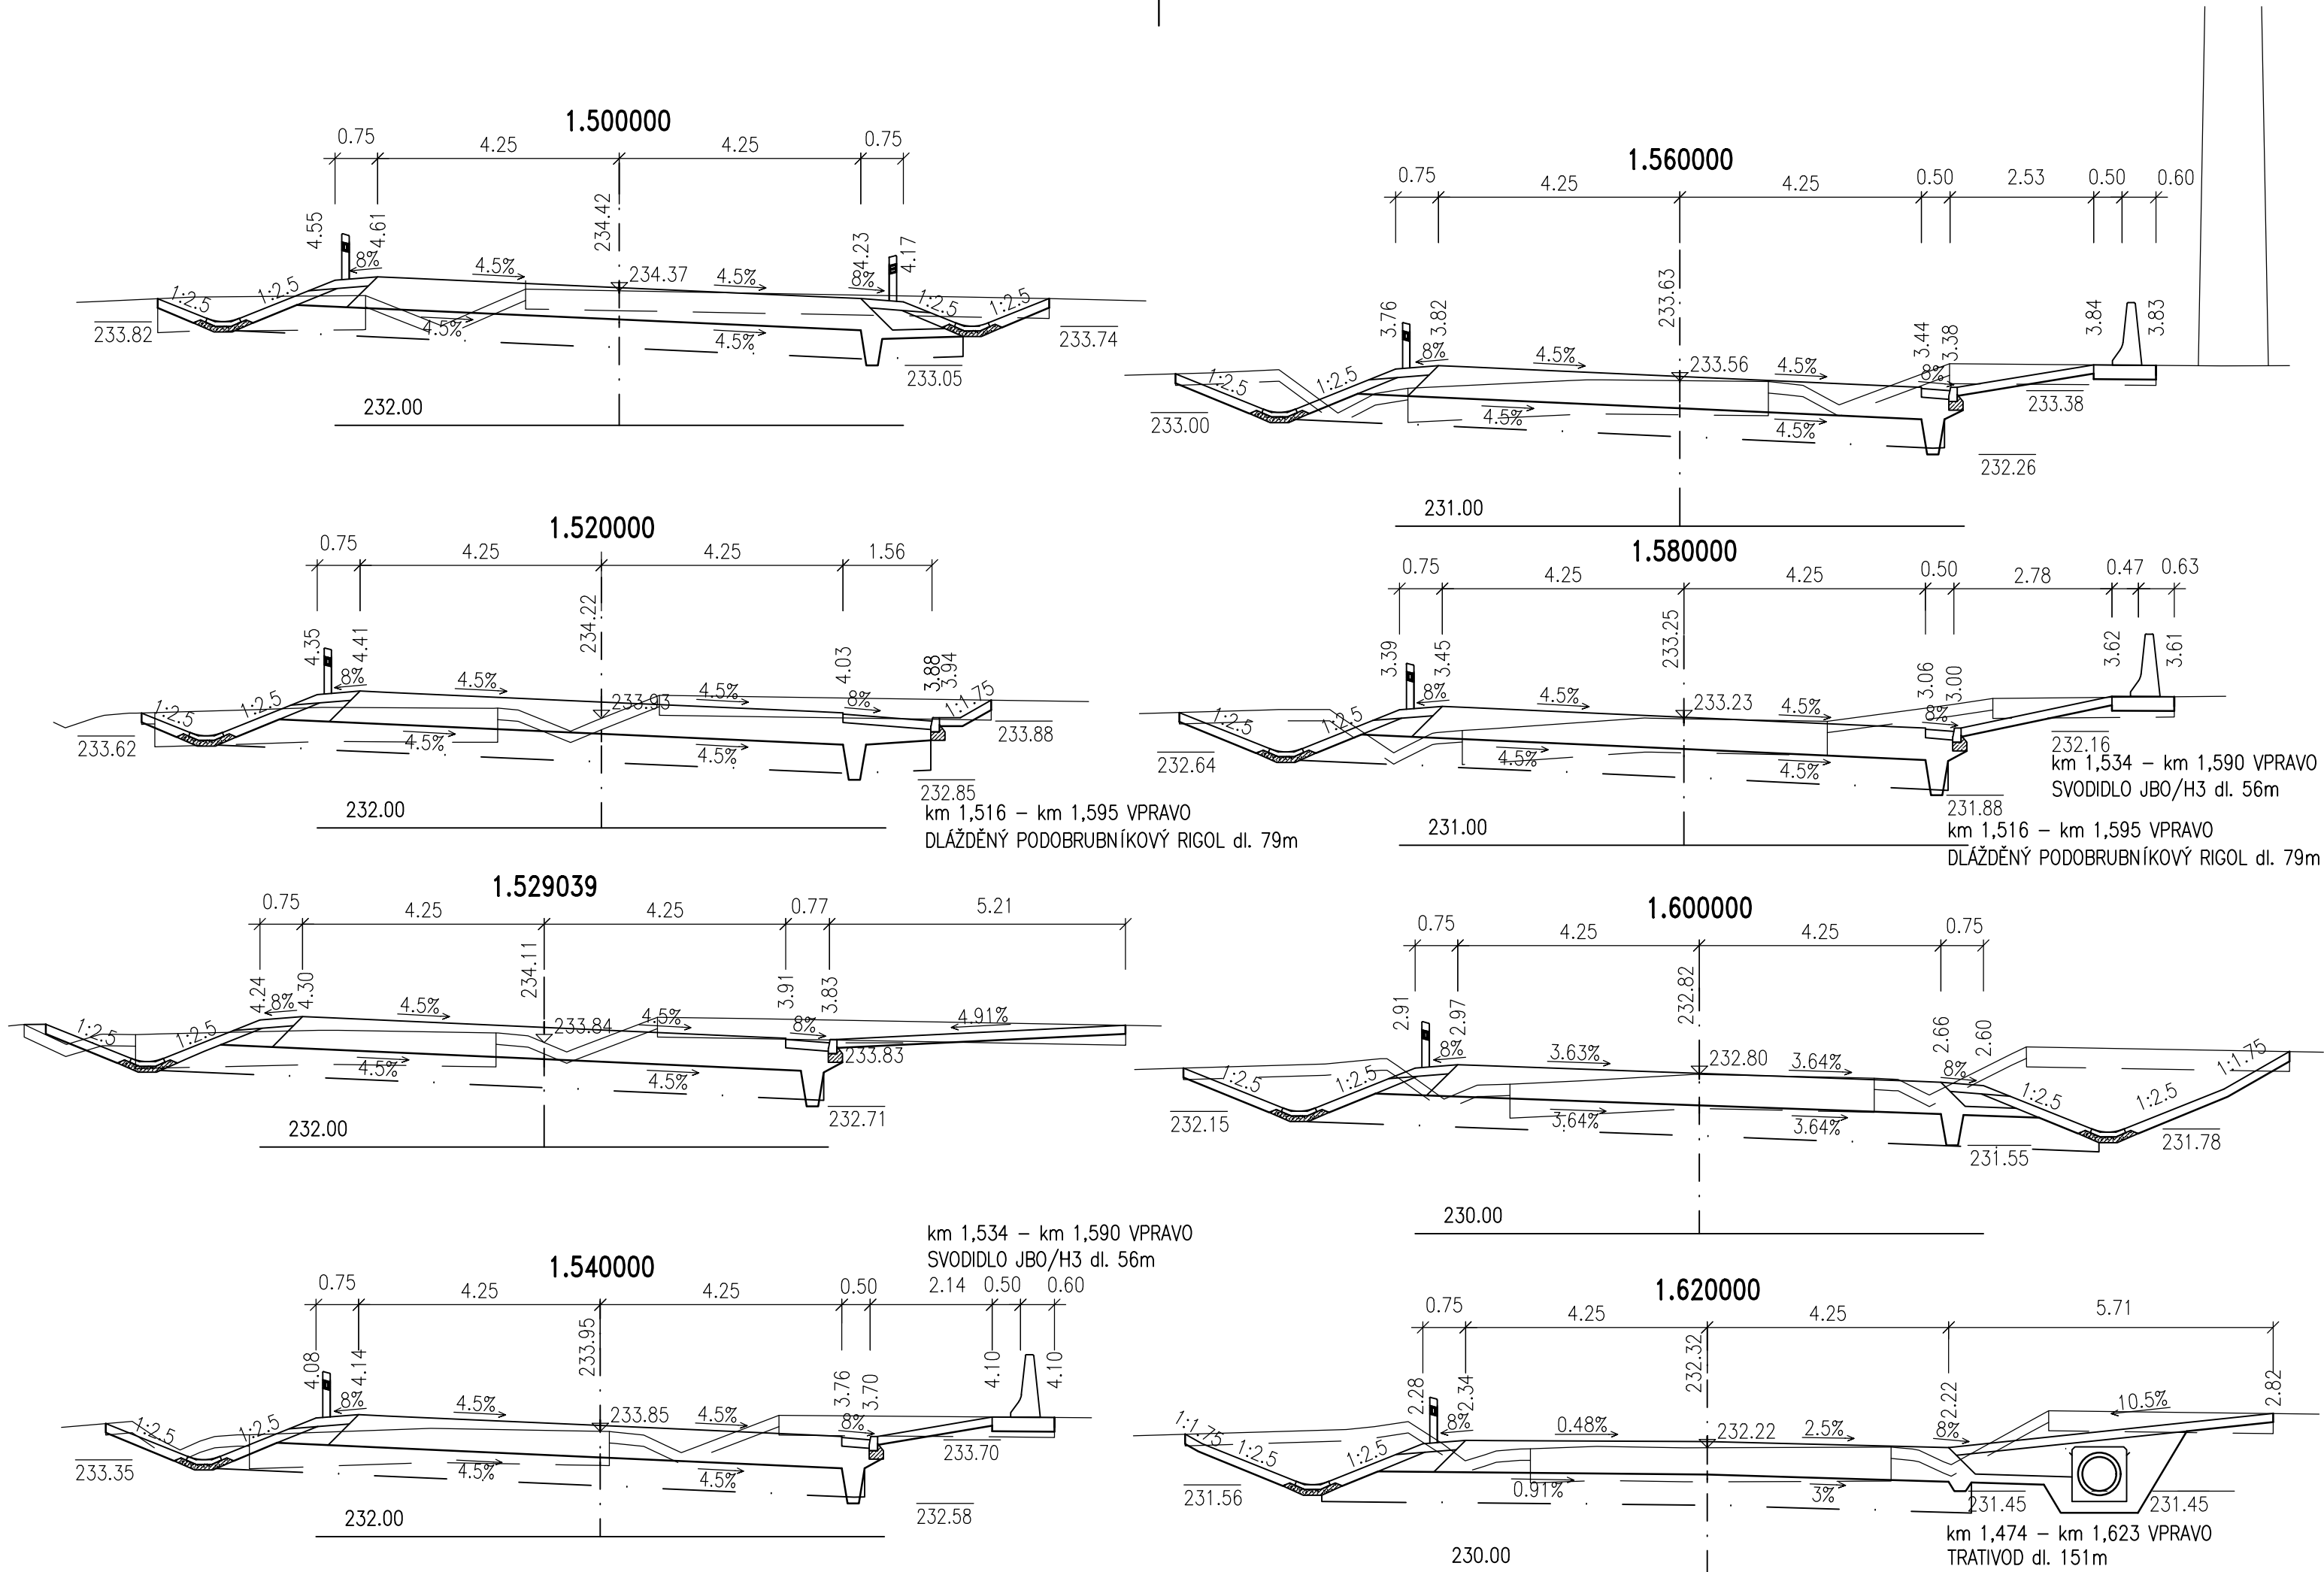 1.500000
0.75 4.25 4.25 0.75
4.55 4.61 234.42 4.23 4.17
8% 4.5% 234.37 4.5% 8%
1:2.5 1:2.5 1:2.5 1:2.5
233.82 4.5% 4.5% 233.74
233.05
232.00
1.520000
0.75 4.25 4.25 1.56
4.35 4.41 234.22 4.03 3.88 3.94
8% 4.5% 233.93 4.5% 8%
1:2.5 1:2.5 1:1.75
233.62 4.5% 4.5% 233.88
232.85
232.00
km 1,516 – km 1,595 VPRAVO
DLÁŽDĚNÝ PODOBRUBNÍKOVÝ RIGOL dl. 79m
1.529039
0.75 4.25 4.25 0.77 5.21
4.24 4.30 234.11 3.91 3.83
8% 4.5% 233.84 4.5% 8% 4.91%
1:2.5 1:2.5
4.5% 4.5% 233.83
232.71
232.00
km 1,534 – km 1,590 VPRAVO
SVODIDLO JBO/H3 dl. 56m
1.540000
0.75 4.25 4.25 0.50 2.14 0.50 0.60
4.08 4.14 233.95 3.76 3.70 4.10 4.10
8% 4.5% 233.85 4.5% 8%
1:2.5 1:2.5
233.35 4.5% 4.5% 233.70
232.58
232.00
1.560000
0.75 4.25 4.25 0.50 2.53 0.50 0.60
3.76 3.82 233.63 3.44 3.38 3.84 3.83
8% 4.5% 233.56 4.5% 8%
1:2.5 1:2.5
233.00 4.5% 4.5% 233.38
232.26
231.00
1.580000
0.75 4.25 4.25 0.50 2.78 0.47 0.63
3.39 3.45 233.25 3.06 3.00 3.62 3.61
8% 4.5% 233.23 4.5% 8%
1:2.5 1:2.5
232.64 4.5% 4.5% 232.16
km 1,534 – km 1,590 VPRAVO
SVODIDLO JBO/H3 dl. 56m
231.88
231.00
km 1,516 – km 1,595 VPRAVO
DLÁŽDĚNÝ PODOBRUBNÍKOVÝ RIGOL dl. 79m
1.600000
0.75 4.25 4.25 0.75
2.91 2.97 232.82 2.66 2.60
8% 3.63% 232.80 3.64% 8%
1:2.5 1:2.5 1:2.5 1:2.5 1:1.75
232.15 3.64% 3.64% 231.78
231.55
230.00
1.620000
0.75 4.25 4.25 5.71
2.28 2.34 232.32 2.22 2.82
8% 0.48% 232.22 2.5% 8% 10.5%
1:1.75 1:2.5 1:2.5
231.56 0.91% 3% 231.45 231.45
km 1,474 – km 1,623 VPRAVO
TRATIVOD dl. 151m
230.00